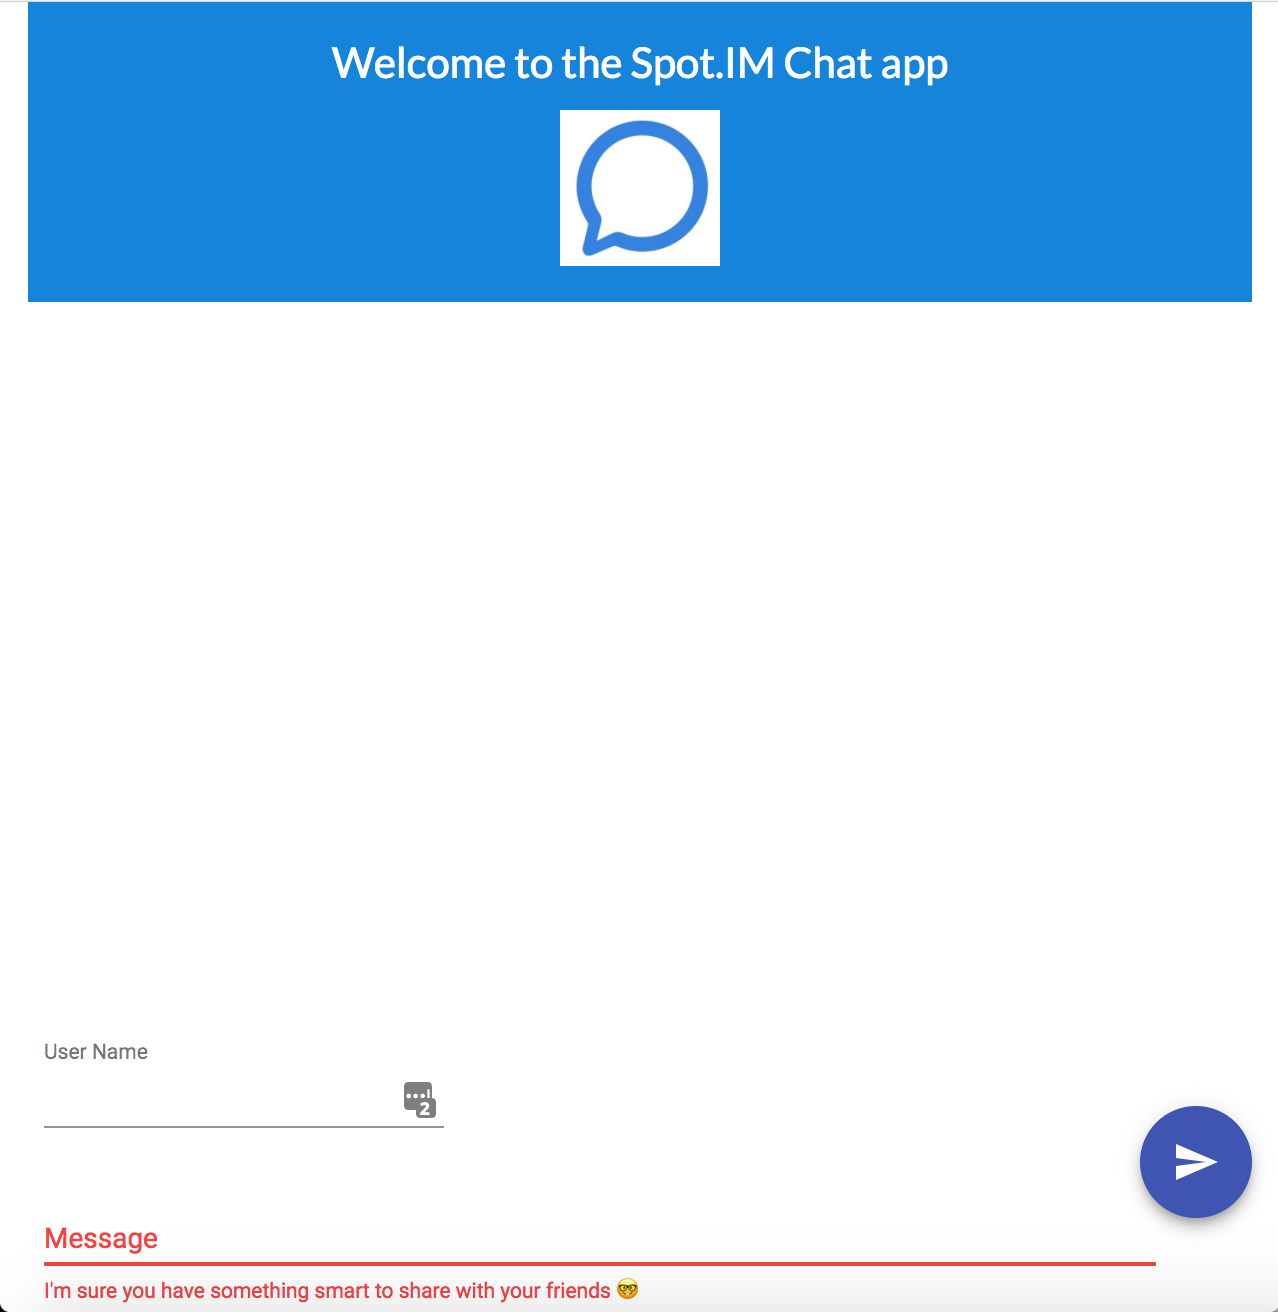 Welcome to the Spot.IM Chat app
User Name
2
Message
I'm sure you have something smart to share with your friends 🤓